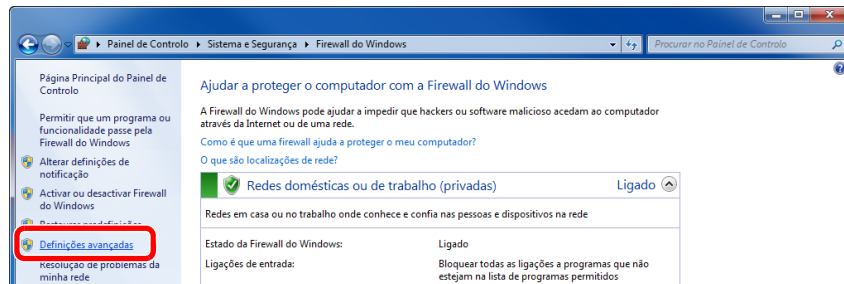 Painel de Controlo ▸ Sistema e Segurança ▸ Firewall do Windows
Procurar no Painel de Controlo
Página Principal do Painel de
Controlo
Permitir que um programa ou
funcionalidade passe pela
Firewall do Windows
Alterar definições de
notificação
Activar ou desactivar Firewall
do Windows
Definições avançadas
Resolução de problemas da
minha rede
Ajudar a proteger o computador com a Firewall do Windows
A Firewall do Windows pode ajudar a impedir que hackers ou software malicioso acedam ao computador
através da Internet ou de uma rede.
Como é que uma firewall ajuda a proteger o meu computador?
O que são localizações de rede?
Redes domésticas ou de trabalho (privadas) Ligado
Redes em casa ou no trabalho onde conhece e confia nas pessoas e dispositivos na rede
Estado da Firewall do Windows: Ligado
Ligações de entrada: Bloquear todas as ligações a programas que não
estejam na lista de programas permitidos